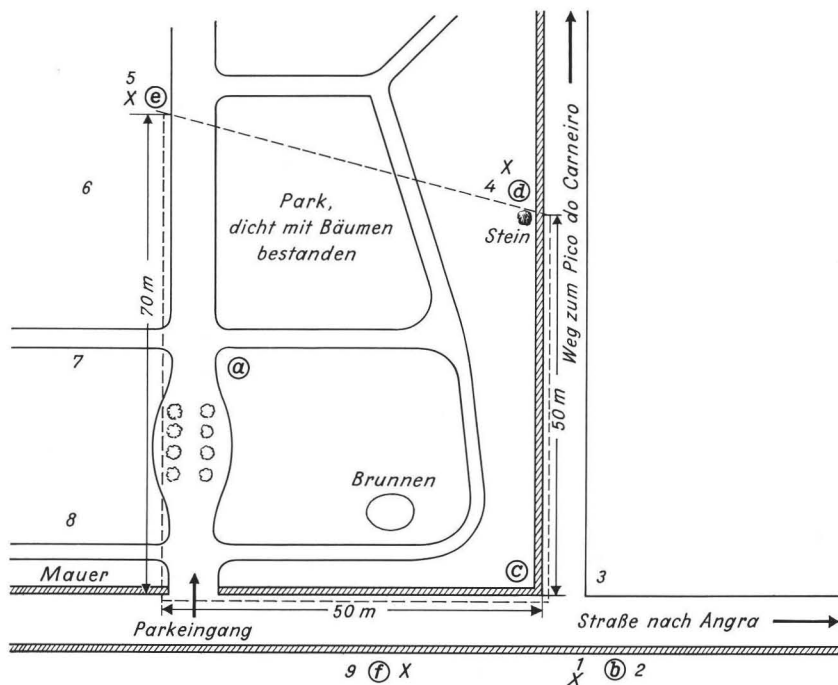 5
X ⓔ
6
Park,
dicht mit Bäumen
bestanden
X
4 ⓓ
Stein
Weg zum Pico do Carneiro
70 m
7
ⓐ
50 m
Brunnen
8
Mauer
ⓒ
3
50 m
Parkeingang
Straße nach Angra
9 ⓕ X
1 ⓑ 2
X